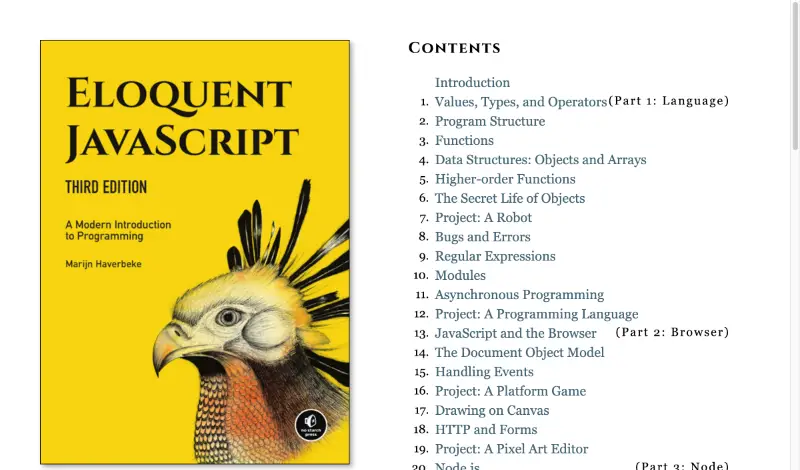 ELOQUENT
JAVASCRIPT
THIRD EDITION
A Modern Introduction
to Programming
Marijn Haverbeke
no starch
press
CONTENTS
Introduction
1. Values, Types, and Operators (Part 1: Language)
2. Program Structure
3. Functions
4. Data Structures: Objects and Arrays
5. Higher-order Functions
6. The Secret Life of Objects
7. Project: A Robot
8. Bugs and Errors
9. Regular Expressions
10. Modules
11. Asynchronous Programming
12. Project: A Programming Language
13. JavaScript and the Browser (Part 2: Browser)
14. The Document Object Model
15. Handling Events
16. Project: A Platform Game
17. Drawing on Canvas
18. HTTP and Forms
19. Project: A Pixel Art Editor
20. Node.js (Part 3: Node)